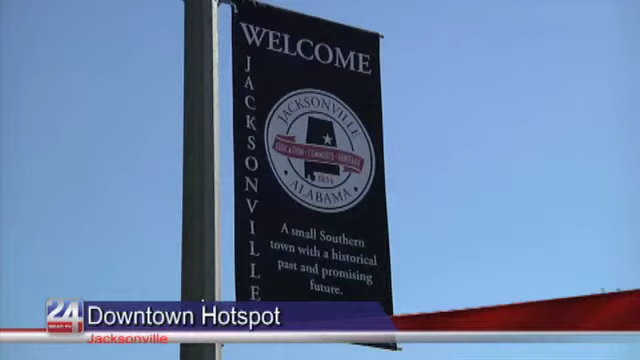 WELCOME
JACKSONVILLE
JACKSONVILLE
EDUCATION • COMMERCE • HERITAGE
1834
ALABAMA
A small Southern
town with a historical
past and promising
future.
24
Downtown Hotspot
Jacksonville